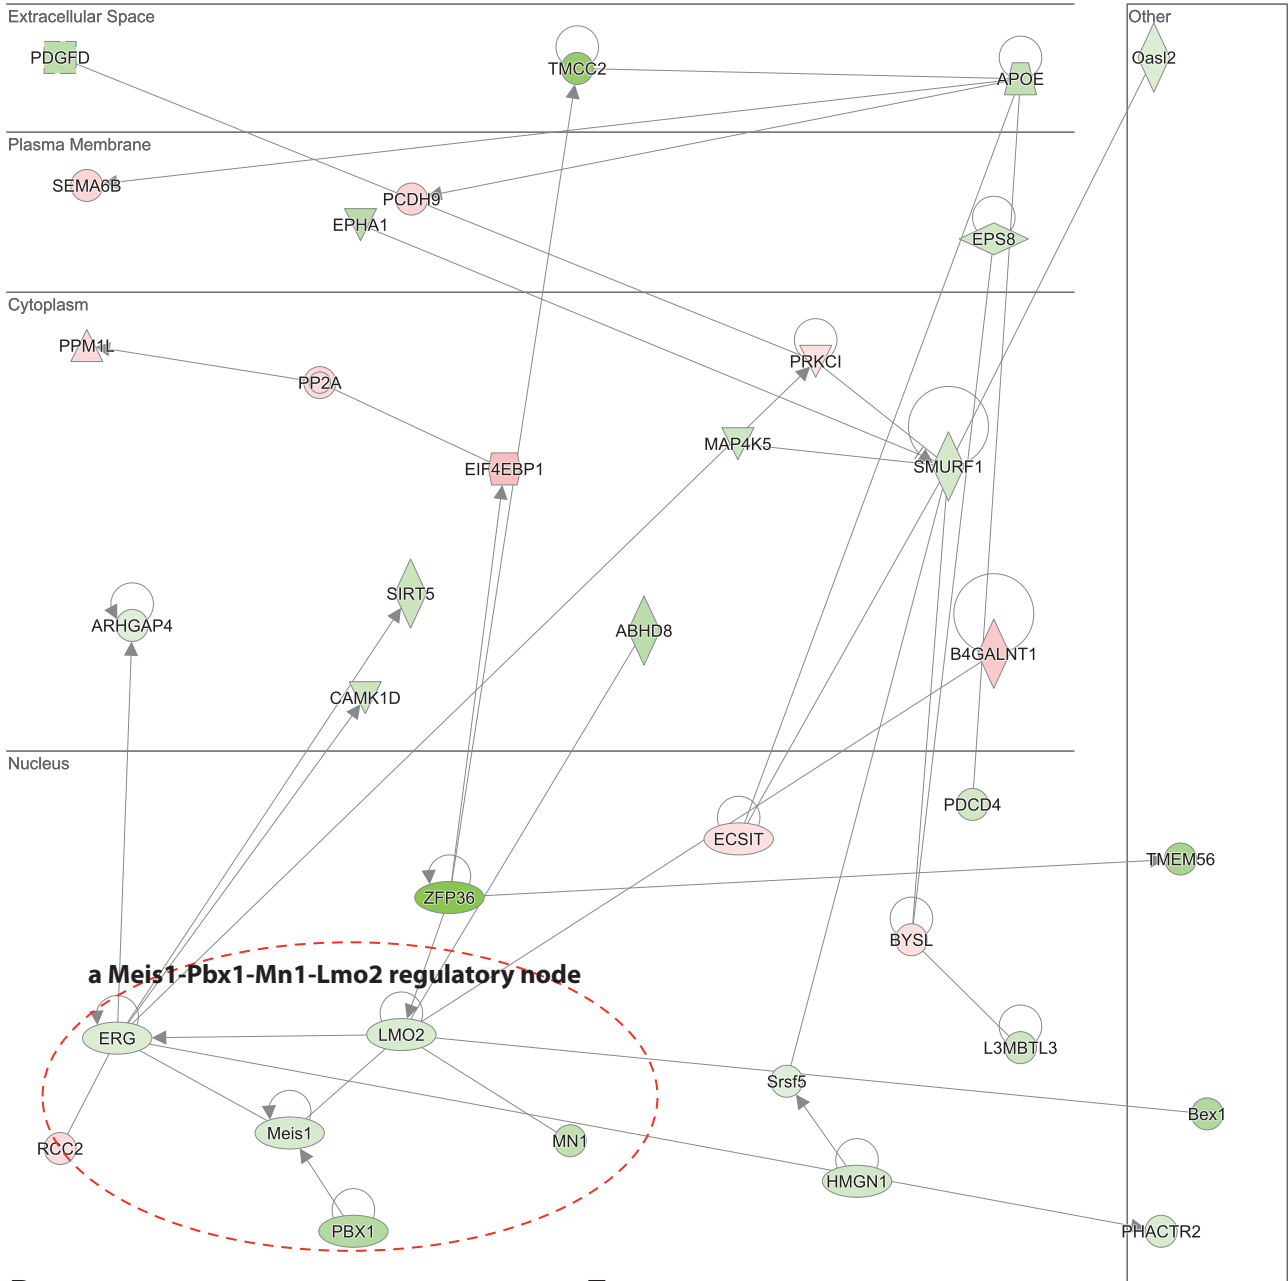 Extracellular Space
Other
PDGFD
TMCC2
APOE
Oasl2
Plasma Membrane
SEMA6B
PCDH9
EPHA1
EPS8
Cytoplasm
PPM1L
PP2A
PRKCI
MAP4K5
EIF4EBP1
SMURF1
SIRT5
ARHGAP4
ABHD8
B4GALNT1
CAMK1D
Nucleus
PDCD4
ECSIT
TMEM56
ZFP36
BYSL
a Meis1-Pbx1-Mn1-Lmo2 regulatory node
ERG
LMO2
L3MBTL3
Srsf5
Bex1
Meis1
MN1
RCC2
HMGN1
PBX1
PHACTR2